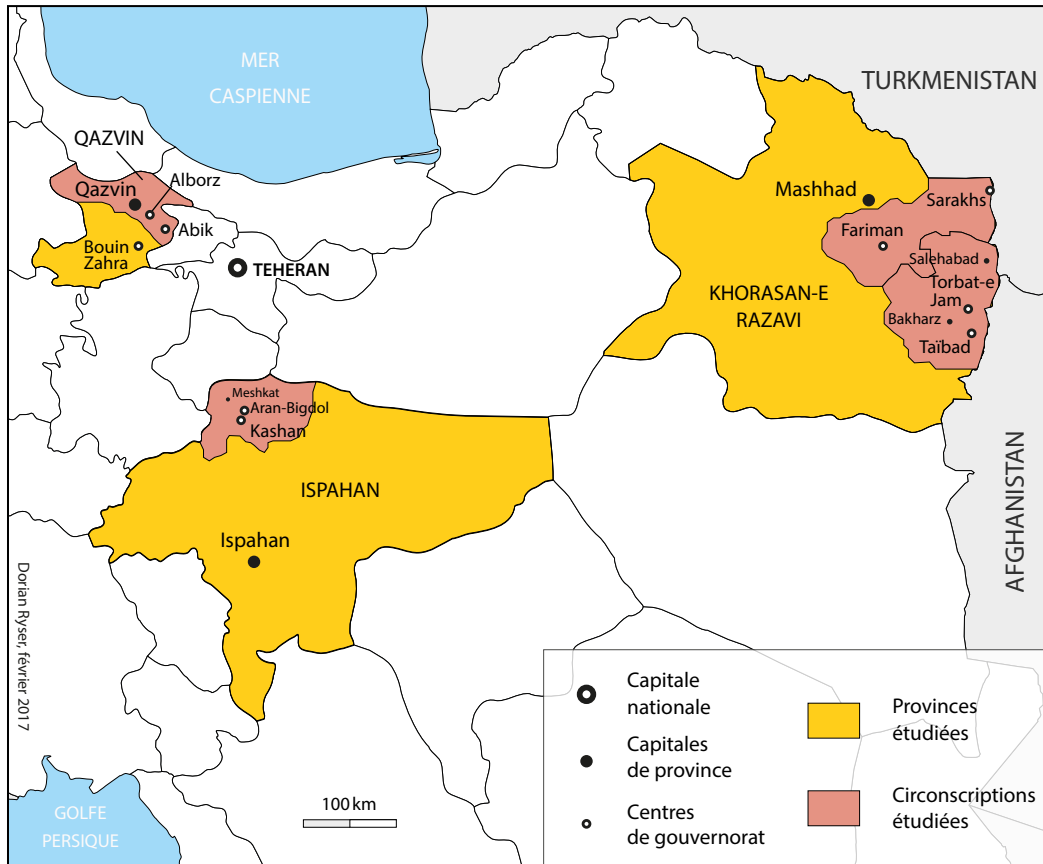 MER
CASPIENNE
TURKMENISTAN
QAZVIN
Alborz
Qazvin
Abik
Bouin
Zahra
TEHERAN
Mashhad
Sarakhs
Fariman
Salehabad
Torbat-e
Jam
Bakharz
Taïbad
KHORASAN-E
RAZAVI
Meshkat
Aran-Bigdol
Kashan
ISPAHAN
Ispahan
AFGHANISTAN
Dorian Ryser, février 2017
GOLFE
PERSIQUE
100 km
Capitale
nationale
Capitales
de province
Centres
de gouvernorat
Provinces
étudiées
Circonscriptions
étudiées